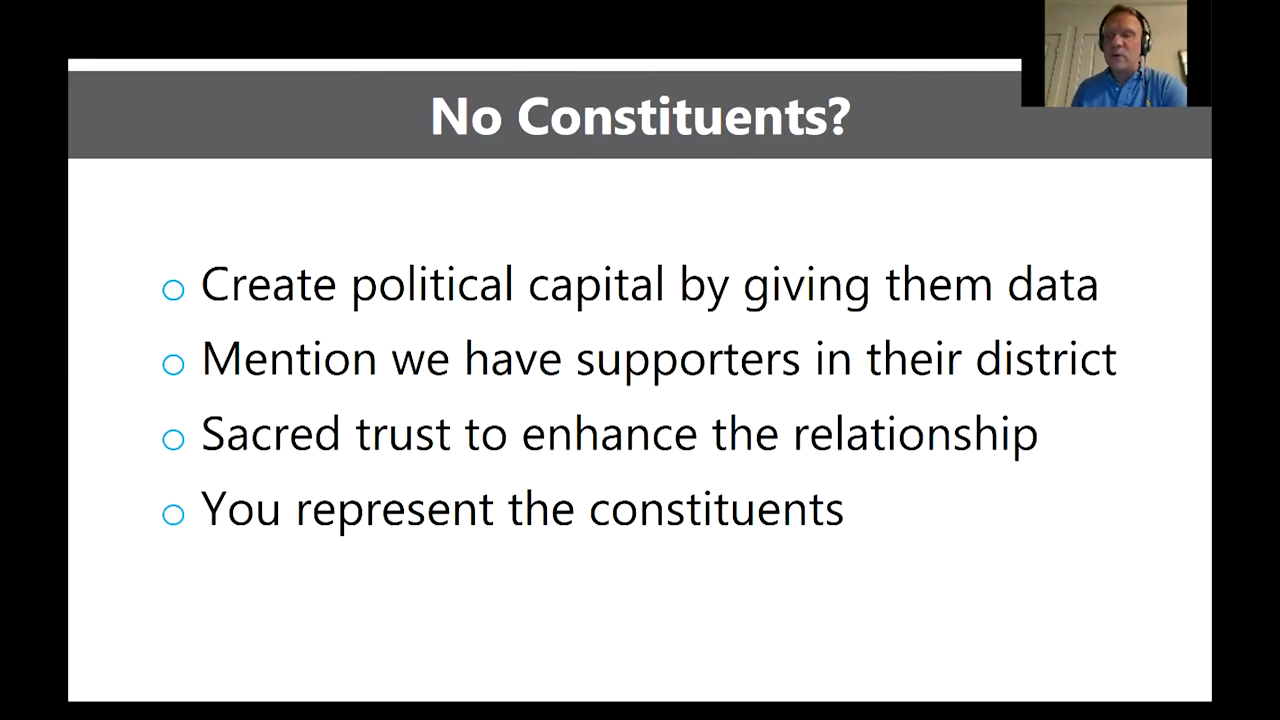 No Constituents?
Create political capital by giving them data
Mention we have supporters in their district
Sacred trust to enhance the relationship
You represent the constituents